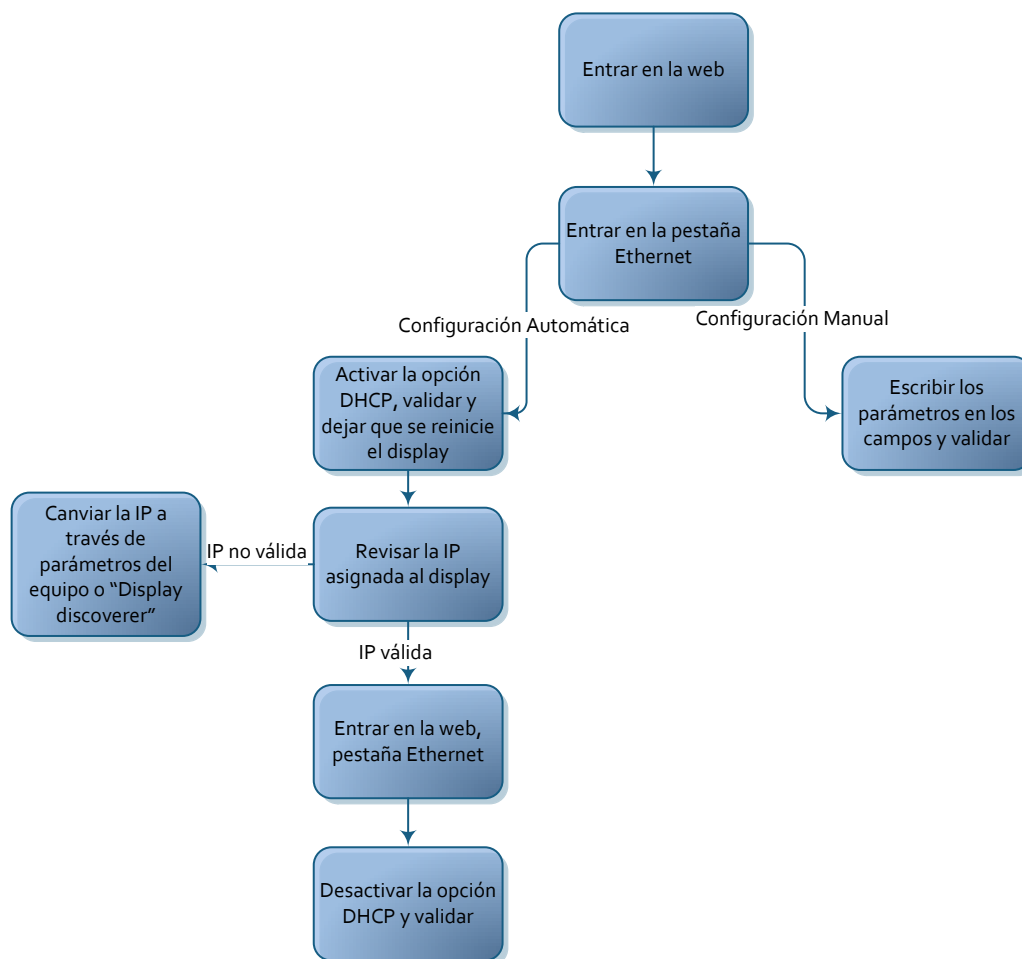 Entrar en la web
Entrar en la pestaña
Ethernet
Configuración Automática
Configuración Manual
Activar la opción
DHCP, validar y
dejar que se reinicie
el display
Escribir los
parámetros en los
campos y validar
Canviar la IP a
través de
parámetros del
equipo o “Display
discoverer”
IP no válida
Revisar la IP
asignada al display
IP válida
Entrar en la web,
pestaña Ethernet
Desactivar la opción
DHCP y validar